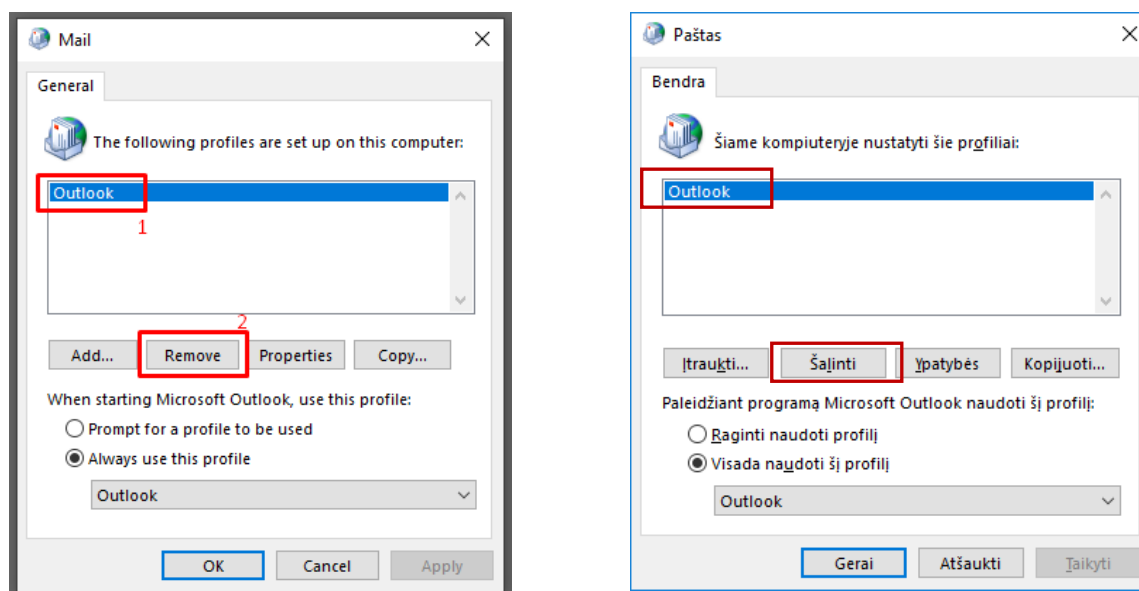 Mail
General
The following profiles are set up on this computer:
Outlook
1
2
Add... Remove Properties Copy...
When starting Microsoft Outlook, use this profile:
Prompt for a profile to be used
Always use this profile
Outlook
OK Cancel Apply
Paštas
Bendra
Šiame kompiuteryje nustatyti šie profiliai:
Outlook
Įtraukti... Šalinti Ypatybės Kopijuoti...
Paleidžiant programą Microsoft Outlook naudoti šį profilį:
Raginti naudoti profilį
Visada naudoti šį profilį
Outlook
Gerai Atšaukti Taikyti